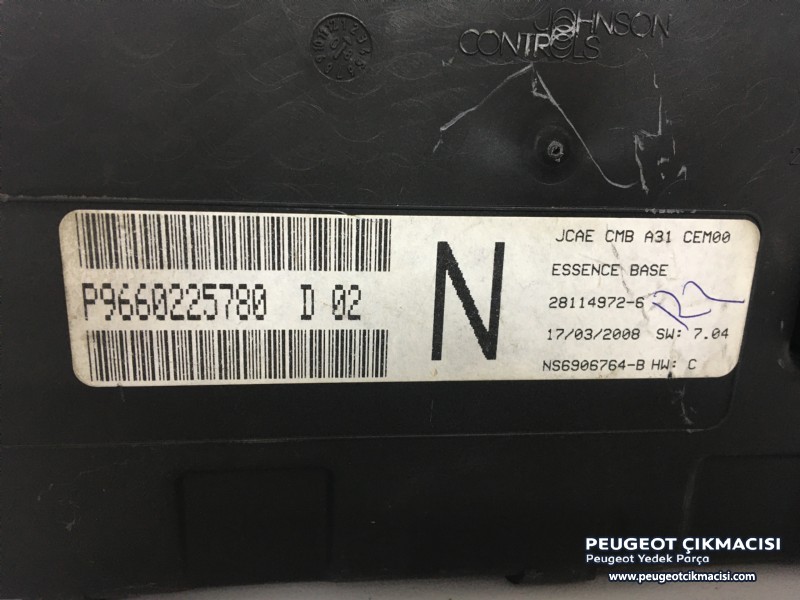 JOHNSON
CONTROLS
P9660225780 D 02
N
JCAE CMB A31 CEM00
ESSENCE BASE
28114972-6
17/03/2008 SW: 7.04
NS6906764-B HW: C
PEUGEOT ÇIKMACISI
Peugeot Yedek Parça
www.peugeotcikmacisi.com